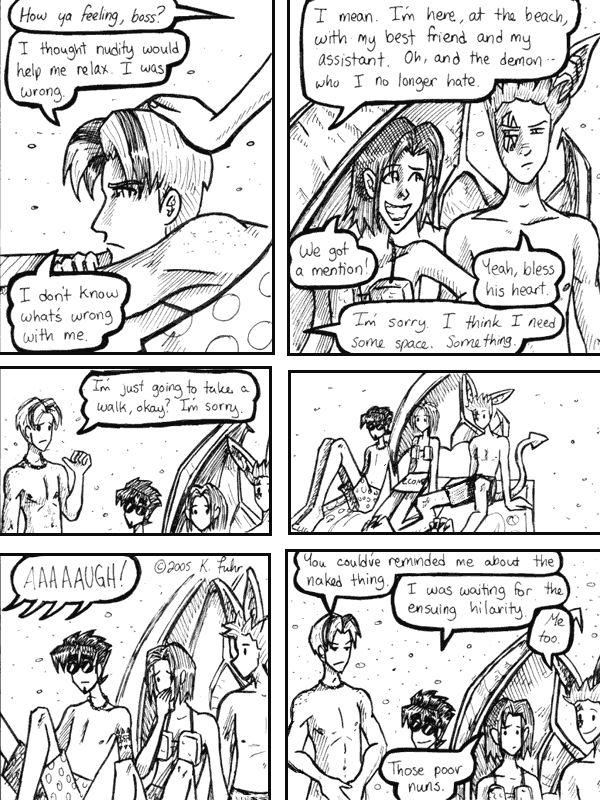 How ya feeling, boss?
I thought nudity would
help me relax. I was
wrong.
I don't know
what's wrong
with me.
I mean. I'm here, at the beach,
with my best friend and my
assistant. Oh, and the demon--
who I no longer hate.
We got
a mention!
Yeah, bless
his heart.
I'm sorry. I think I need
some space. Something.
I'm just going to take a
walk, okay? I'm sorry.
AAAAAUGH!
©2005 K. Fuhr
You could've reminded me about the
naked thing.
I was waiting for the
ensuing hilarity.
Me
too.
Those poor
nuns.